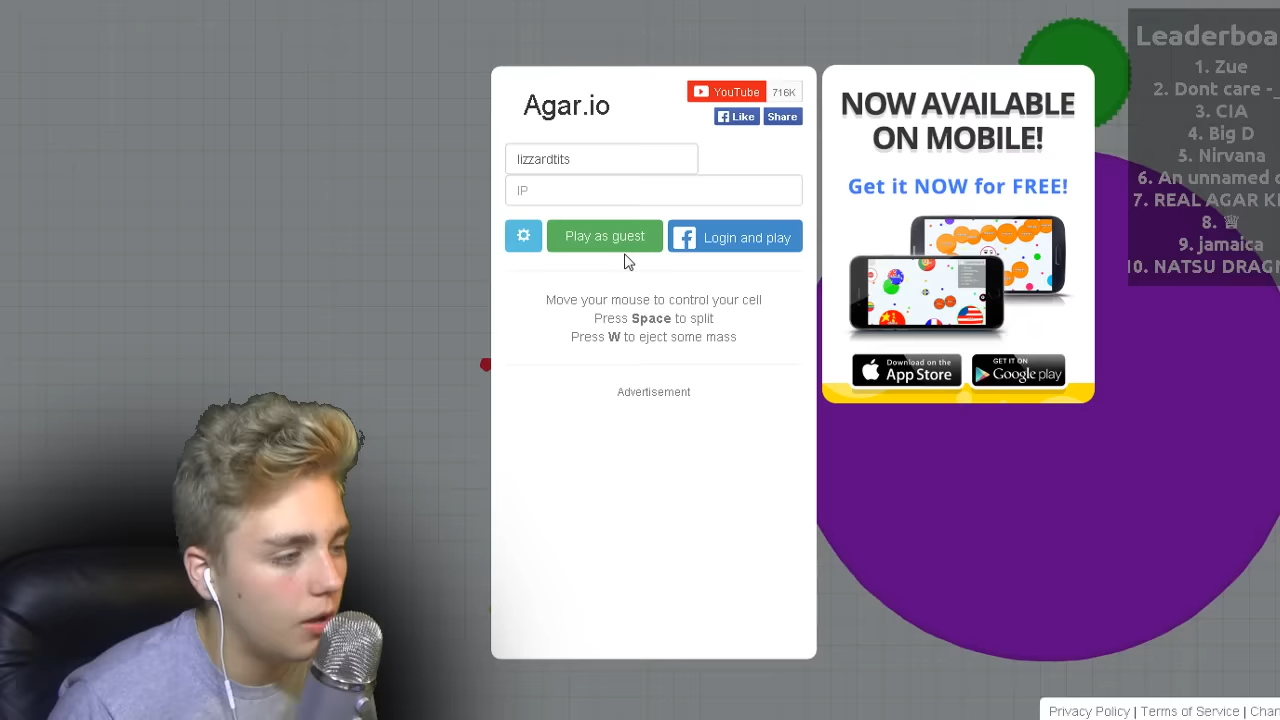 Agar.io
YouTube 716K
Like Share
lizzardtits
IP
Play as guest
Login and play
Move your mouse to control your cell
Press Space to split
Press W to eject some mass
Advertisement
NOW AVAILABLE
ON MOBILE!
Get it NOW for FREE!
Download on the
App Store
GET IT ON
Google play
Leaderboa
1. Zue
2. Dont care -_
3. CIA
4. Big D
5. Nirvana
6. An unnamed c
7. REAL AGAR KI
8. ♕
9. jamaica
10. NATSU DRAGN
Privacy Policy | Terms of Service | Chan